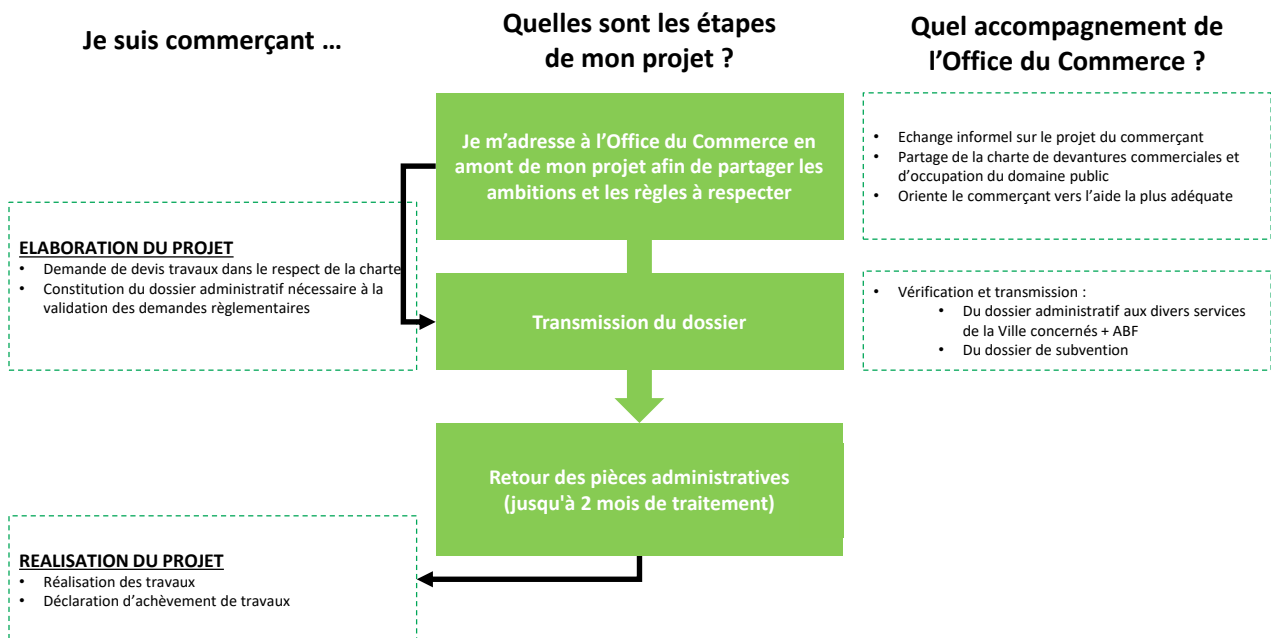 Je suis commerçant ...
Quelles sont les étapes
de mon projet ?
Quel accompagnement de
l'Office du Commerce ?
Je m'adresse à l'Office du Commerce en
amont de mon projet afin de partager les
ambitions et les règles à respecter
• Echange informel sur le projet du commerçant
• Partage de la charte de devantures commerciales et
d'occupation du domaine public
• Oriente le commerçant vers l'aide la plus adéquate
ELABORATION DU PROJET
• Demande de devis travaux dans le respect de la charte
• Constitution du dossier administratif nécessaire à la
validation des demandes règlementaires
Transmission du dossier
• Vérification et transmission :
• Du dossier administratif aux divers services
de la Ville concernés + ABF
• Du dossier de subvention
Retour des pièces administratives
(jusqu'à 2 mois de traitement)
REALISATION DU PROJET
• Réalisation des travaux
• Déclaration d'achèvement de travaux